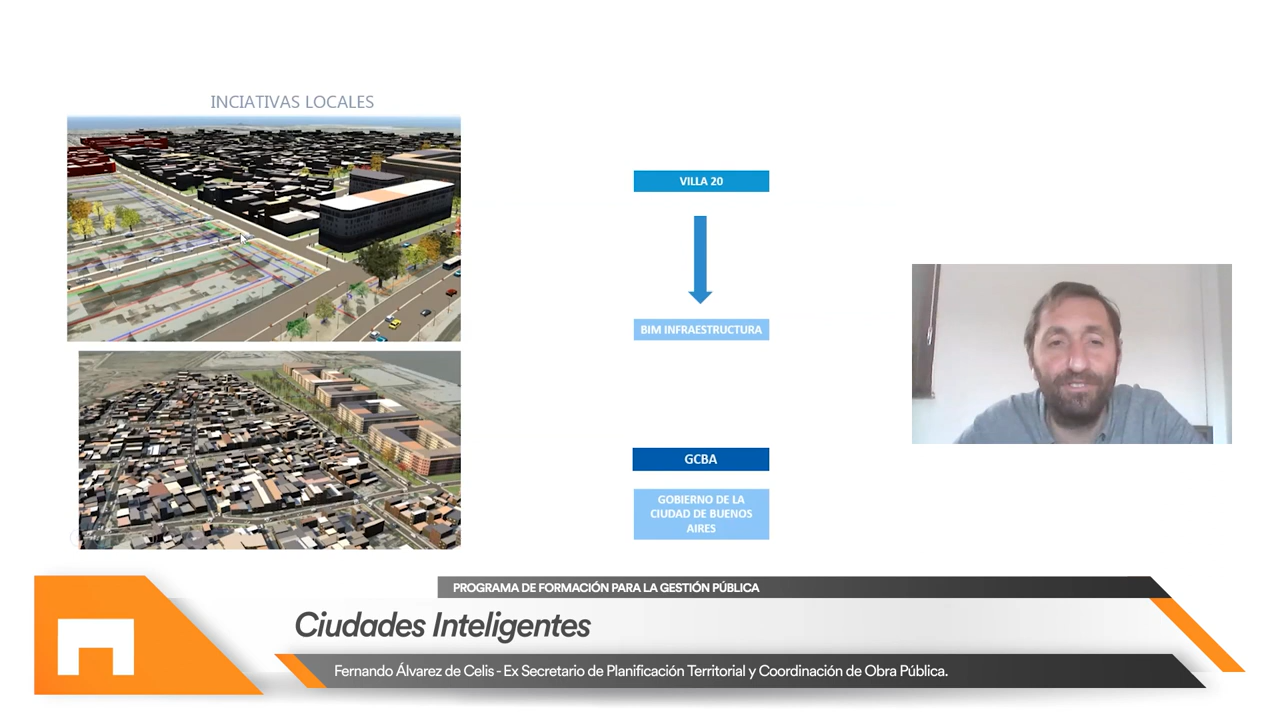 INCIATIVAS LOCALES
VILLA 20
BIM INFRAESTRUCTURA
GCBA
GOBIERNO DE LA
CIUDAD DE BUENOS
AIRES
PROGRAMA DE FORMACIÓN PARA LA GESTIÓN PÚBLICA
Ciudades Inteligentes
Fernando Álvarez de Celis - Ex Secretario de Planificación Territorial y Coordinación de Obra Pública.